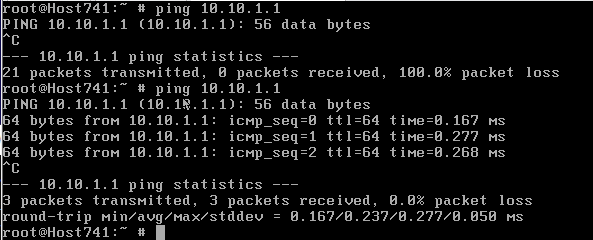 root@Host741:~ # ping 10.10.1.1
PING 10.10.1.1 (10.10.1.1): 56 data bytes
^C
--- 10.10.1.1 ping statistics ---
21 packets transmitted, 0 packets received, 100.0% packet loss
root@Host741:~ # ping 10.10.1.1
PING 10.10.1.1 (10.10.1.1): 56 data bytes
64 bytes from 10.10.1.1: icmp_seq=0 ttl=64 time=0.167 ms
64 bytes from 10.10.1.1: icmp_seq=1 ttl=64 time=0.277 ms
64 bytes from 10.10.1.1: icmp_seq=2 ttl=64 time=0.268 ms
^C
--- 10.10.1.1 ping statistics ---
3 packets transmitted, 3 packets received, 0.0% packet loss
round-trip min/avg/max/stddev = 0.167/0.237/0.277/0.050 ms
root@Host741:~ #